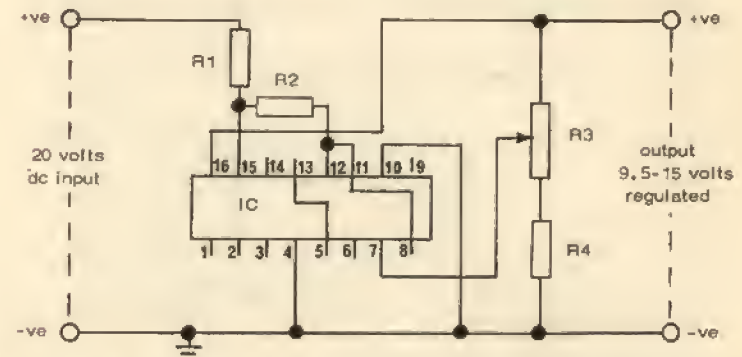 +ve
+ve
R1
R2
R3
20 volts
dc input
output
9.5-15 volts
regulated
16 15 14 13 12 11 10 9
IC
R4
1 2 3 4 5 6 7 8
-ve
-ve